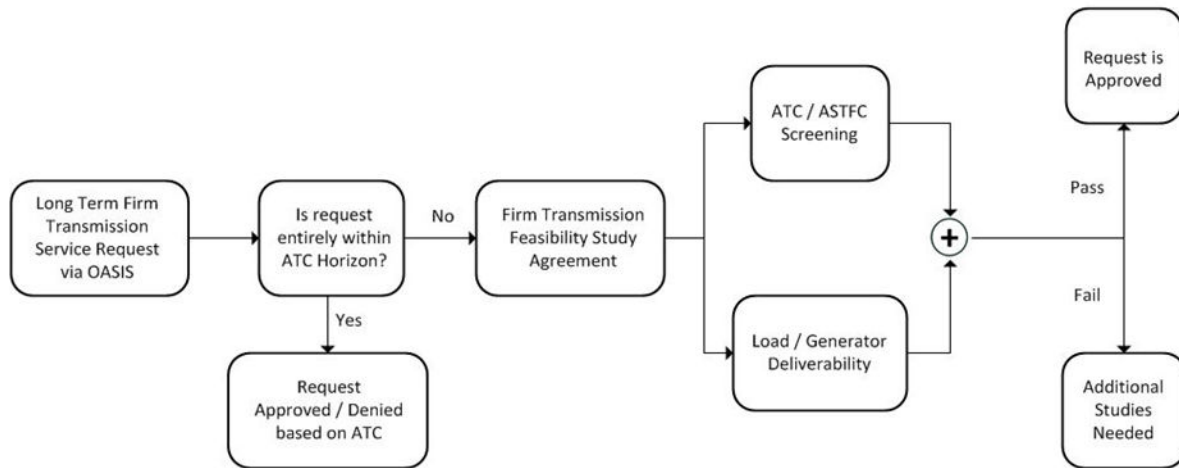 Long Term Firm
Transmission
Service Request
via OASIS
Is request
entirely within
ATC Horizon?
No
Yes
Request
Approved / Denied
based on ATC
Firm Transmission
Feasibility Study
Agreement
ATC / ASTFC
Screening
Load / Generator
Deliverability
+
Pass
Fail
Request is
Approved
Additional
Studies
Needed